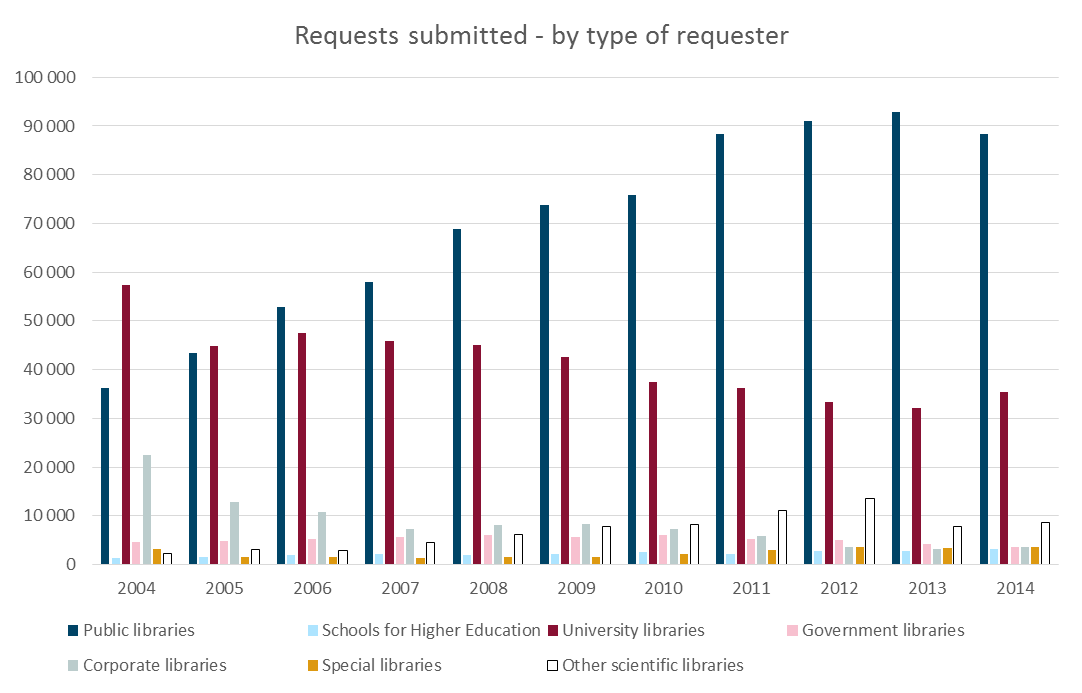 Requests submitted - by type of requester
100 000
90 000
80 000
70 000
60 000
50 000
40 000
30 000
20 000
10 000
0
2004 2005 2006 2007 2008 2009 2010 2011 2012 2013 2014
Public libraries Schools for Higher Education University libraries Government libraries
Corporate libraries Special libraries Other scientific libraries